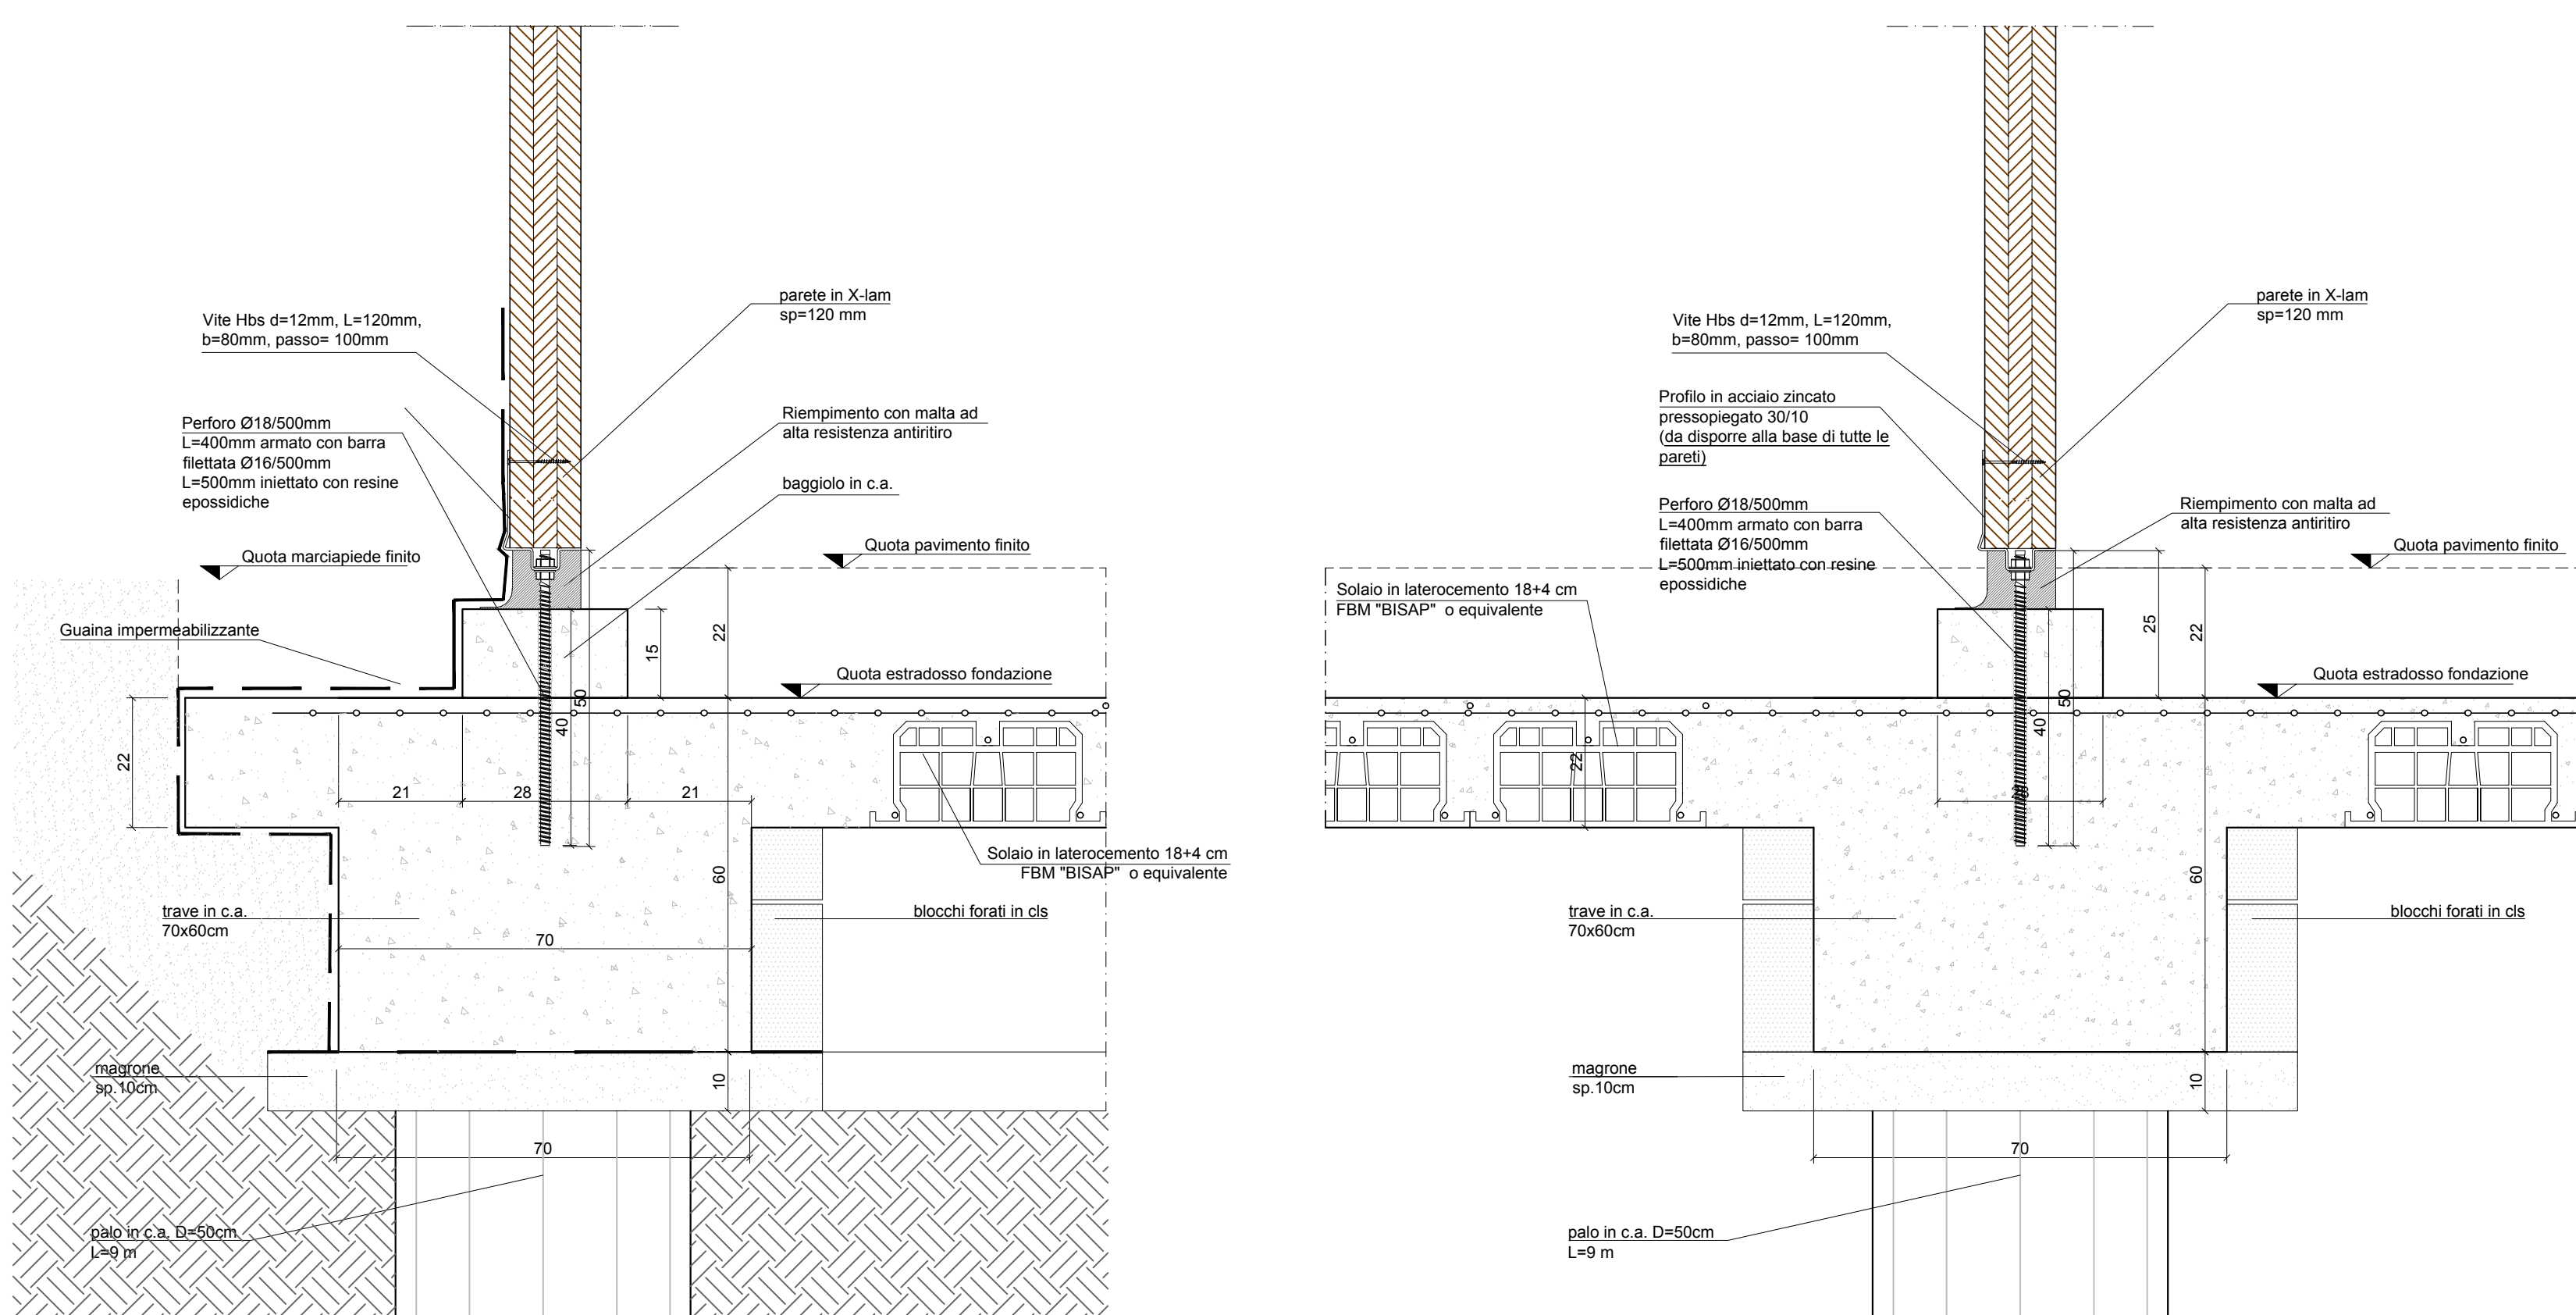 Vite Hbs d=12mm, L=120mm,
b=80mm, passo= 100mm
parete in X-lam
sp=120 mm
Perforo Ø18/500mm
L=400mm armato con barra
filettata Ø16/500mm
L=500mm iniettato con resine
epossidiche
Riempimento con malta ad
alta resistenza antiritiro
baggiolo in c.a.
Quota marciapiede finito
Quota pavimento finito
Guaina impermeabilizzante
Quota estradosso fondazione
15
22
50
40
22
21
28
21
Solaio in laterocemento 18+4 cm
FBM "BISAP" o equivalente
60
trave in c.a.
70x60cm
blocchi forati in cls
70
magrone
sp.10cm
10
70
palo in c.a. D=50cm
L=9 m
Vite Hbs d=12mm, L=120mm,
b=80mm, passo= 100mm
parete in X-lam
sp=120 mm
Profilo in acciaio zincato
pressopiegato 30/10
(da disporre alla base di tutte le
pareti)
Perforo Ø18/500mm
L=400mm armato con barra
filettata Ø16/500mm
L=500mm iniettato con resine
epossidiche
Riempimento con malta ad
alta resistenza antiritiro
Quota pavimento finito
Solaio in laterocemento 18+4 cm
FBM "BISAP" o equivalente
25
22
Quota estradosso fondazione
50
40
22
28
60
trave in c.a.
70x60cm
blocchi forati in cls
magrone
sp.10cm
10
70
palo in c.a. D=50cm
L=9 m